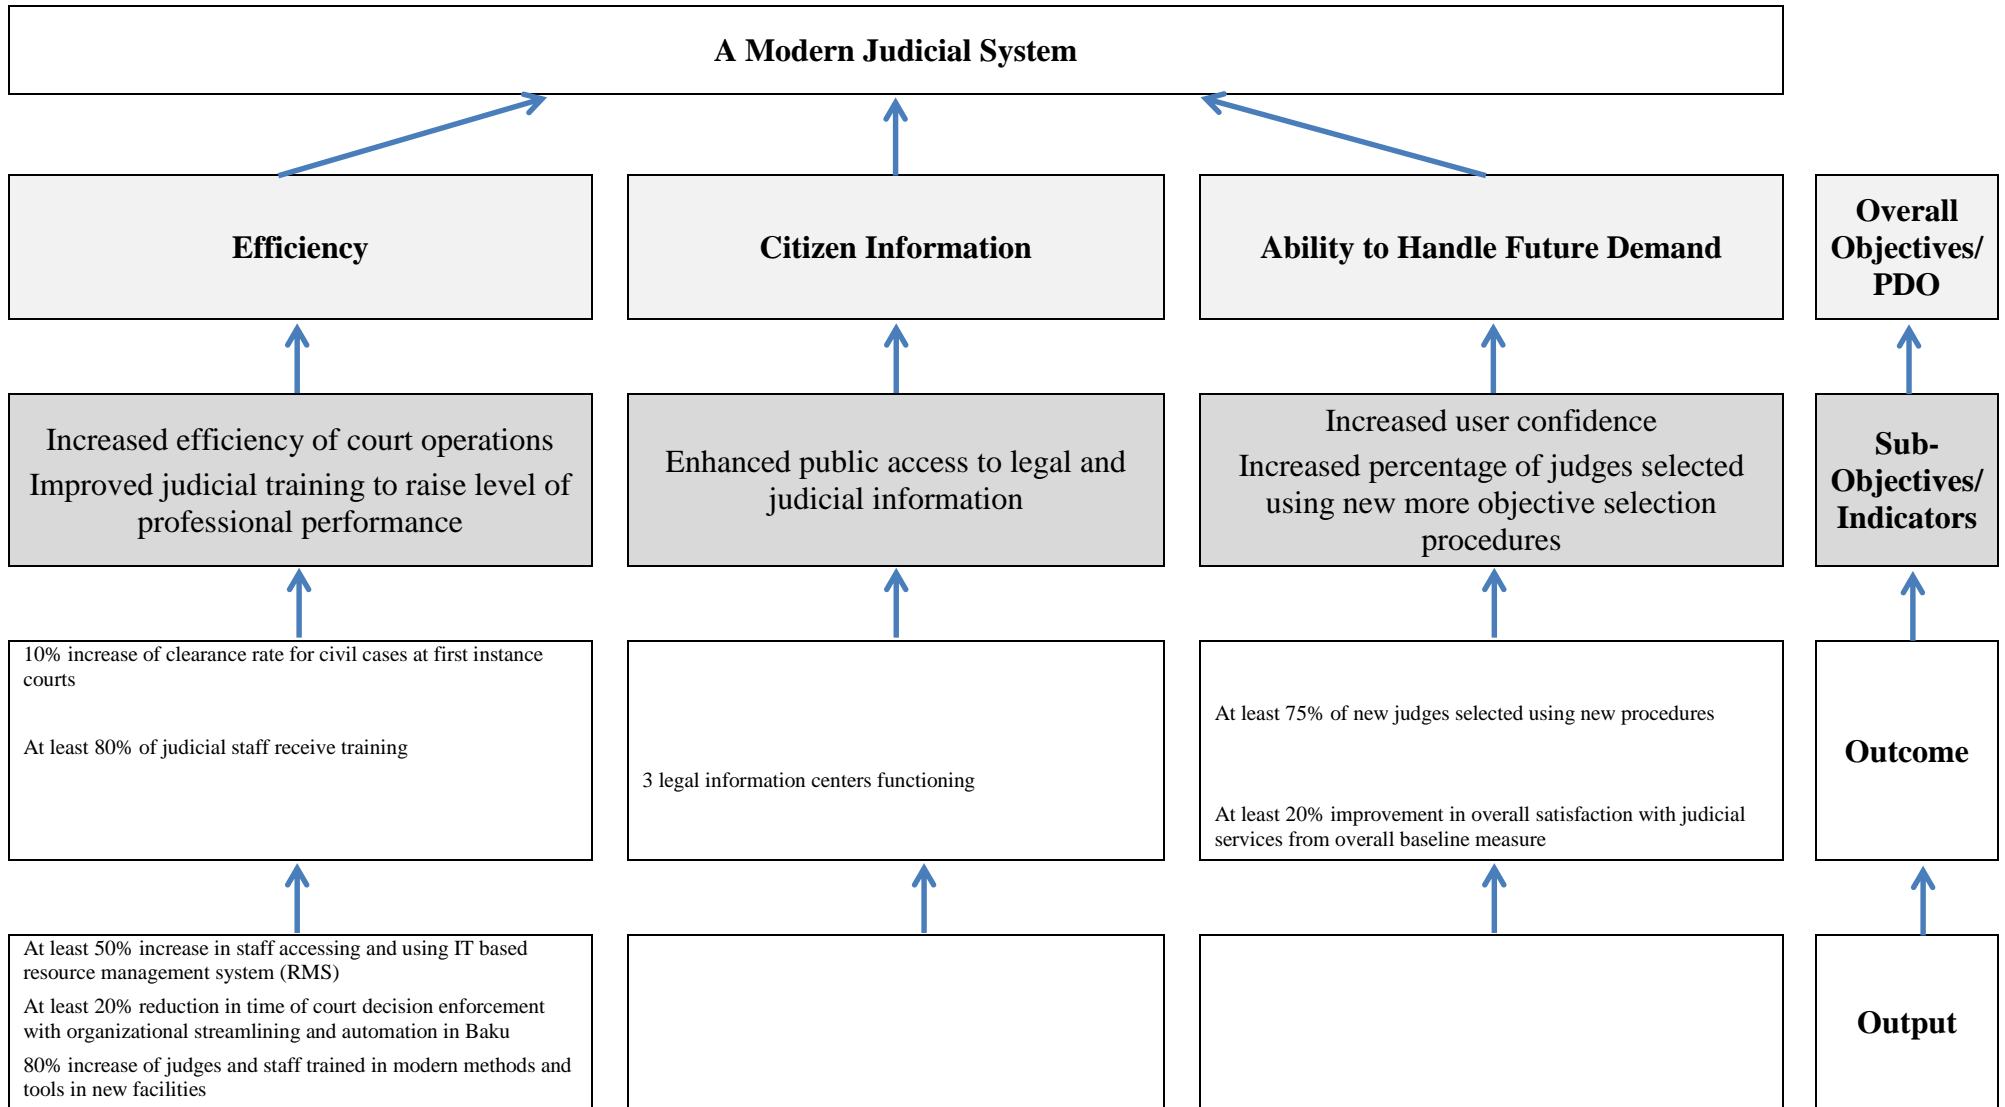 A Modern Judicial System
Efficiency
Citizen Information
Ability to Handle Future Demand
Overall
Objectives/
PDO
Increased efficiency of court operations
Improved judicial training to raise level of
professional performance
Enhanced public access to legal and
judicial information
Increased user confidence
Increased percentage of judges selected
using new more objective selection
procedures
Sub-
Objectives/
Indicators
10% increase of clearance rate for civil cases at first instance
courts
At least 80% of judicial staff receive training
3 legal information centers functioning
At least 75% of new judges selected using new procedures
At least 20% improvement in overall satisfaction with judicial
services from overall baseline measure
Outcome
At least 50% increase in staff accessing and using IT based
resource management system (RMS)
At least 20% reduction in time of court decision enforcement
with organizational streamlining and automation in Baku
80% increase of judges and staff trained in modern methods and
tools in new facilities
Output